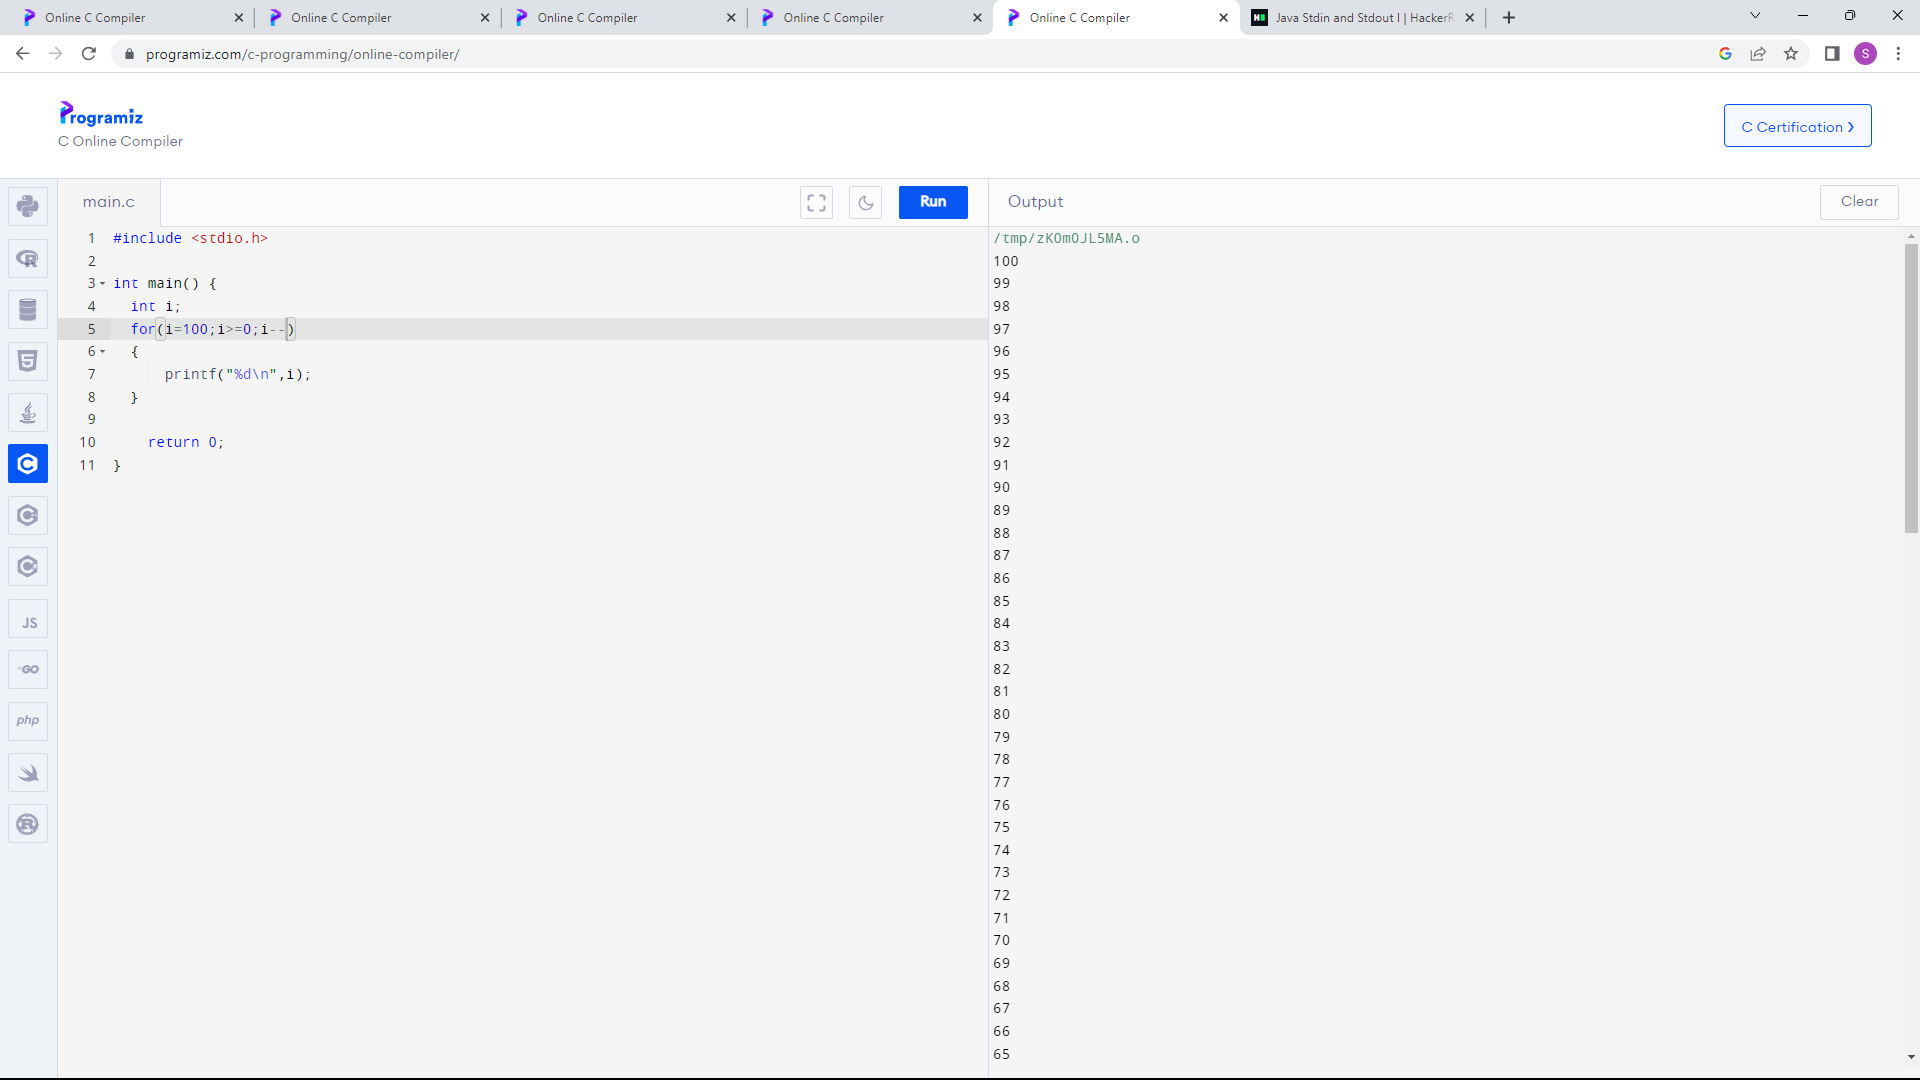 Online C Compiler
Online C Compiler
Online C Compiler
Online C Compiler
Online C Compiler
Java Stdin and Stdout I | HackerR
programiz.com/c-programming/online-compiler/
S
Programiz
C Online Compiler
C Certification
main.c
Run
Output
Clear
1 #include <stdio.h>
2
3 int main() {
4 int i;
5 for(i=100;i>=0;i--)
6 {
7 printf("%d\n",i);
8 }
9
10 return 0;
11 }
JS
GO
php
/tmp/zKOmOJL5MA.o
100
99
98
97
96
95
94
93
92
91
90
89
88
87
86
85
84
83
82
81
80
79
78
77
76
75
74
73
72
71
70
69
68
67
66
65